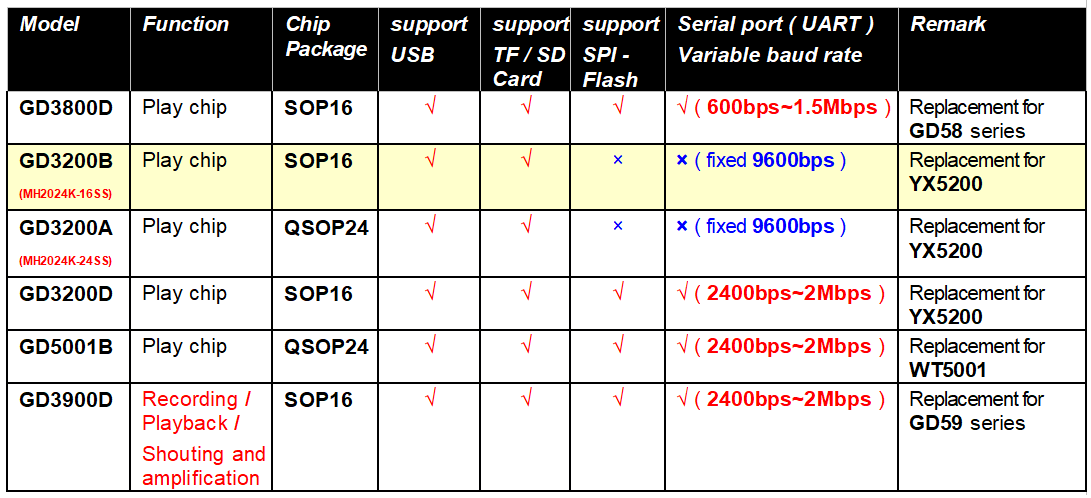 Model Function Chip Package support USB support TF / SD Card support SPI - Flash Serial port ( UART ) Variable baud rate Remark
GD3800D Play chip SOP16 √ √ √ √ ( 600bps~1.5Mbps ) Replacement for GD58 series
GD3200B (MH2024K-16SS) Play chip SOP16 √ √ × × ( fixed 9600bps ) Replacement for YX5200
GD3200A (MH2024K-24SS) Play chip QSOP24 √ √ × × ( fixed 9600bps ) Replacement for YX5200
GD3200D Play chip SOP16 √ √ √ √ ( 2400bps~2Mbps ) Replacement for YX5200
GD5001B Play chip QSOP24 √ √ √ √ ( 2400bps~2Mbps ) Replacement for WT5001
GD3900D Recording / Playback / Shouting and amplification SOP16 √ √ √ √ ( 2400bps~2Mbps ) Replacement for GD59 series